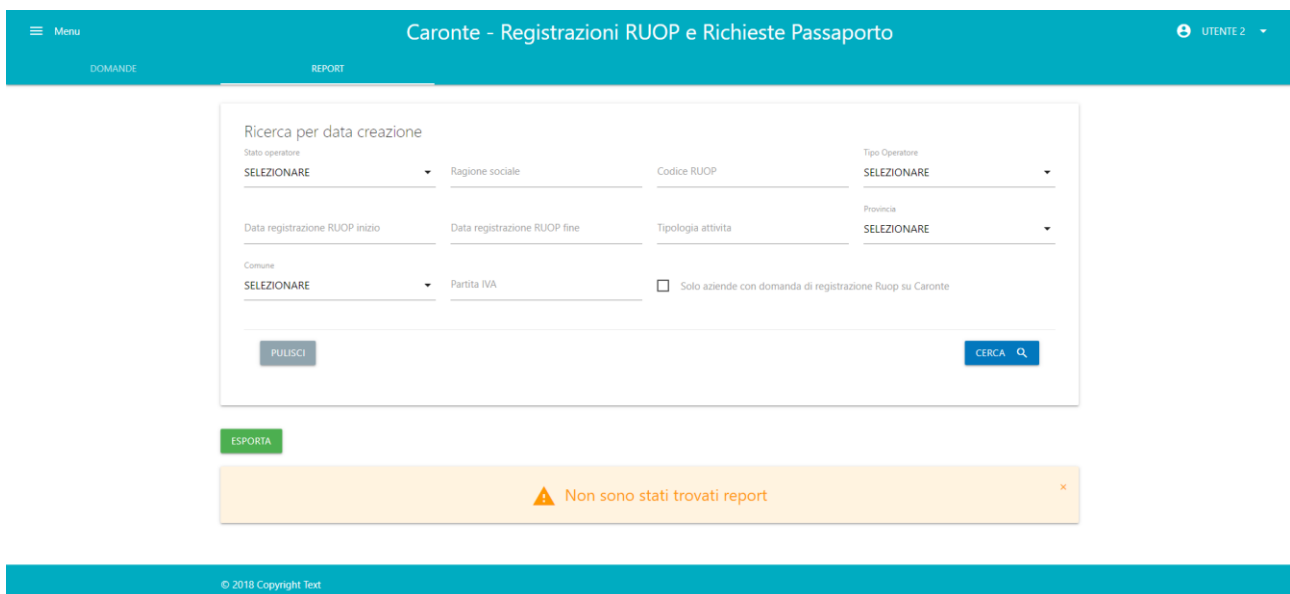 Menu
Caronte - Registrazioni RUOP e Richieste Passaporto
UTENTE 2
DOMANDE
REPORT
Ricerca per data creazione
Stato operatore
SELEZIONARE
Ragione sociale
Codice RUOP
Tipo Operatore
SELEZIONARE
Data registrazione RUOP inizio
Data registrazione RUOP fine
Tipologia attivita
Provincia
SELEZIONARE
Comune
SELEZIONARE
Partita IVA
Solo aziende con domanda di registrazione Ruop su Caronte
PULISCI
CERCA
ESPORTA
Non sono stati trovati report
×
© 2018 Copyright Text